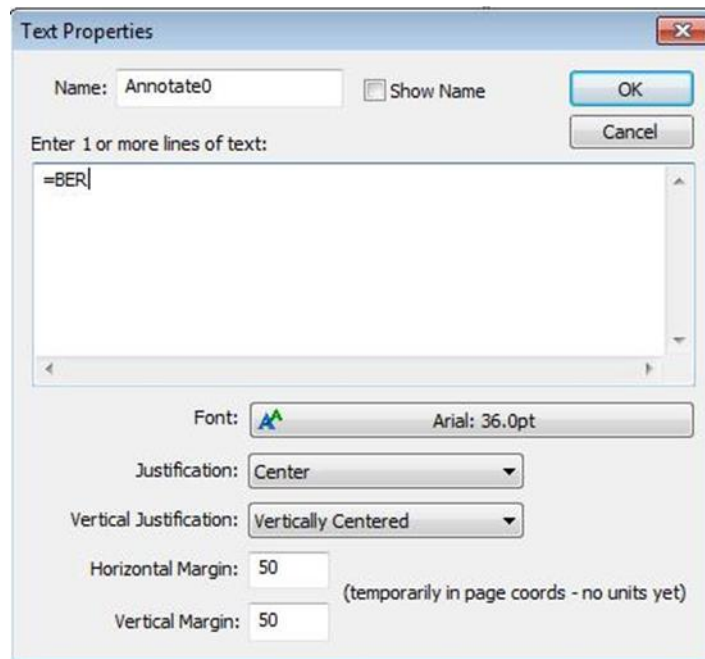 Text Properties
Name: Annotate0 Show Name OK
Cancel
Enter 1 or more lines of text:
=BER
Font: AA Arial: 36.0pt
Justification: Center
Vertical Justification: Vertically Centered
Horizontal Margin: 50
(temporarily in page coords - no units yet)
Vertical Margin: 50